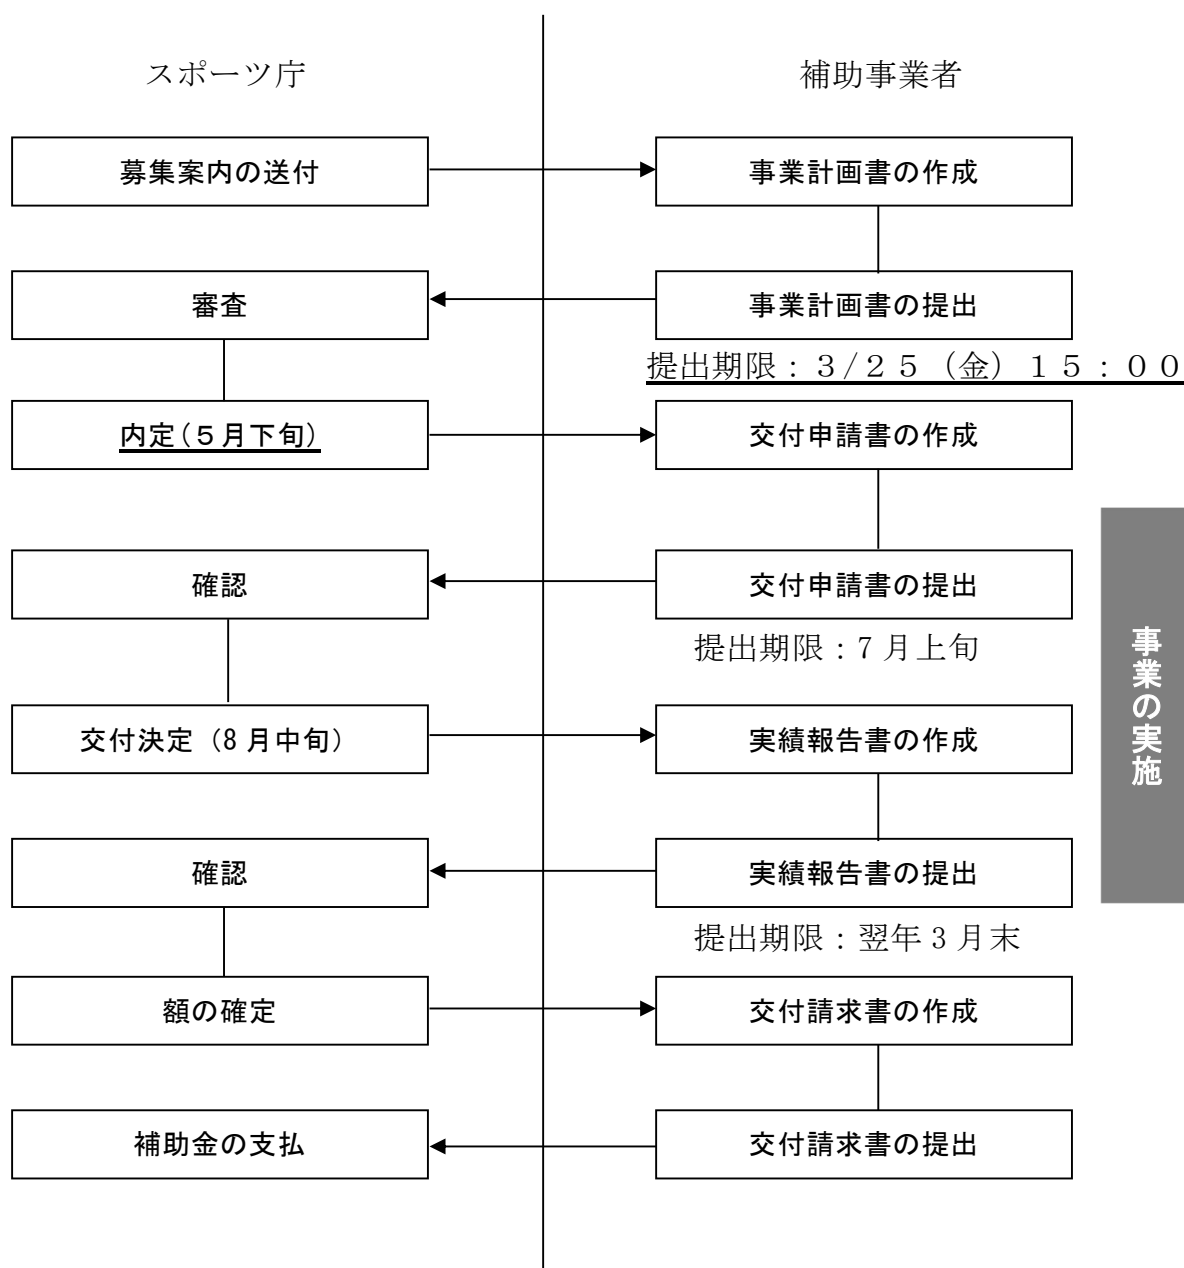 スポーツ庁
補助事業者
募集案内の送付
事業計画書の作成
審査
事業計画書の提出
提出期限：３/２５（金）１５：００
内定（５月下旬）
交付申請書の作成
確認
交付申請書の提出
提出期限：7月上旬
交付決定（8月中旬）
実績報告書の作成
確認
実績報告書の提出
提出期限：翌年3月末
額の確定
交付請求書の作成
補助金の支払
交付請求書の提出
事業の実施